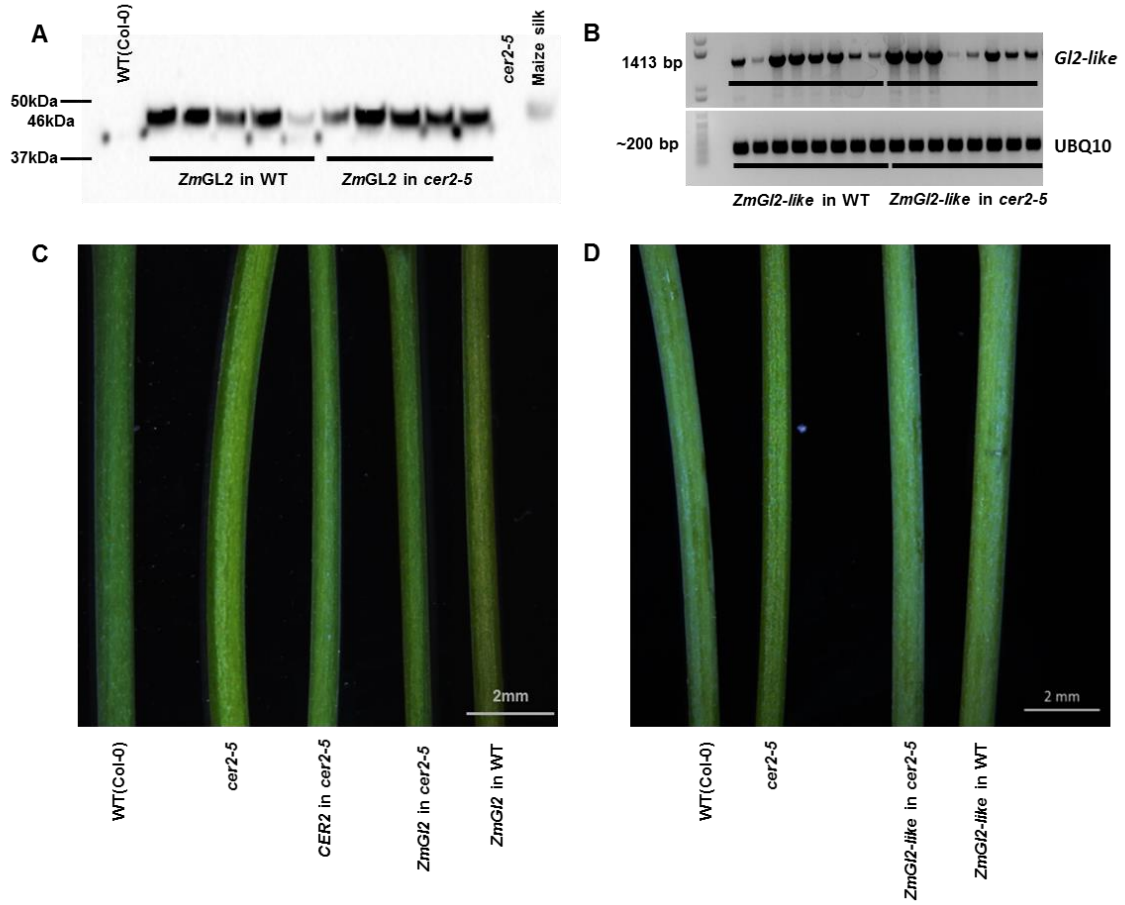 A
WT(Col-0)
cer2-5
Maize silk
50kDa
46kDa
37kDa
ZmGL2 in WT
ZmGL2 in cer2-5
B
1413 bp
Gl2-like
~200 bp
UBQ10
ZmGl2-like in WT
ZmGl2-like in cer2-5
C
2mm
WT(Col-0)
cer2-5
CER2 in cer2-5
ZmGl2 in cer2-5
ZmGl2 in WT
D
2 mm
WT(Col-0)
cer2-5
ZmGl2-like in cer2-5
ZmGl2-like in WT